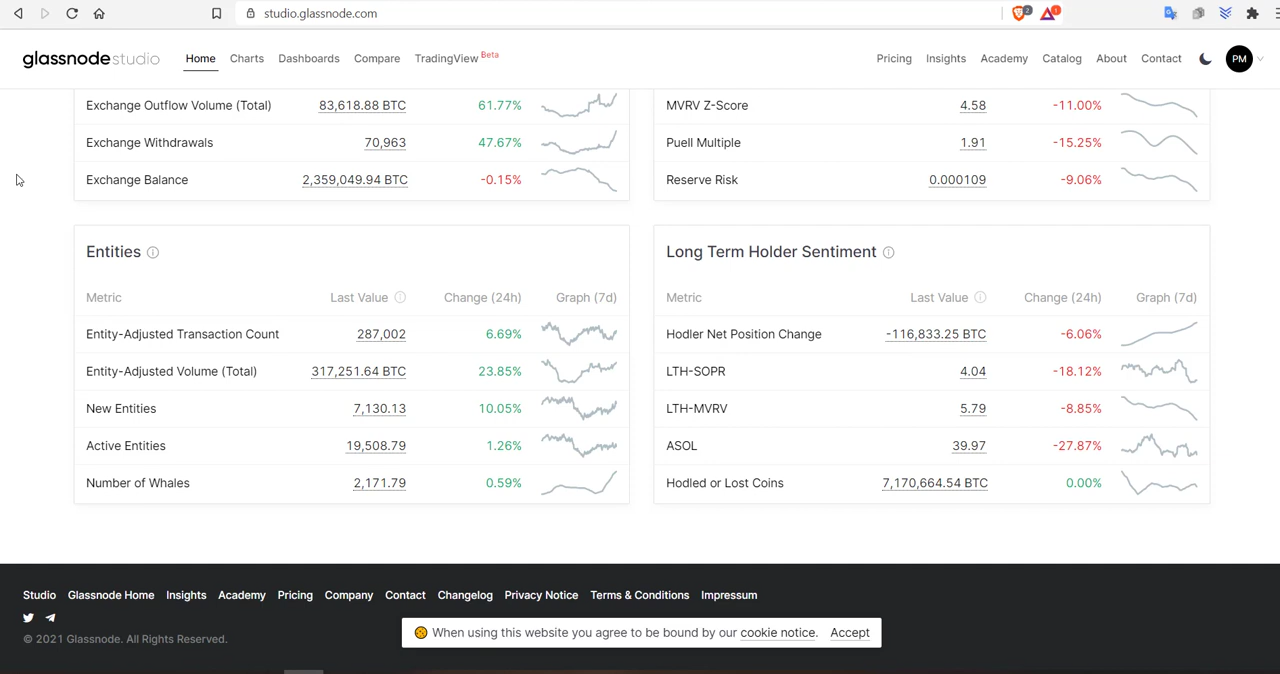 studio.glassnode.com
2
1
glassnodestudio
Home
Charts
Dashboards
Compare
TradingView Beta
Pricing
Insights
Academy
Catalog
About
Contact
PM
Exchange Outflow Volume (Total) 83,618.88 BTC 61.77%
Exchange Withdrawals 70,963 47.67%
Exchange Balance 2,359,049.94 BTC -0.15%
MVRV Z-Score 4.58 -11.00%
Puell Multiple 1.91 -15.25%
Reserve Risk 0.000109 -9.06%
Entities
Metric Last Value Change (24h) Graph (7d)
Entity-Adjusted Transaction Count 287,002 6.69%
Entity-Adjusted Volume (Total) 317,251.64 BTC 23.85%
New Entities 7,130.13 10.05%
Active Entities 19,508.79 1.26%
Number of Whales 2,171.79 0.59%
Long Term Holder Sentiment
Metric Last Value Change (24h) Graph (7d)
Hodler Net Position Change -116,833.25 BTC -6.06%
LTH-SOPR 4.04 -18.12%
LTH-MVRV 5.79 -8.85%
ASOL 39.97 -27.87%
Hodled or Lost Coins 7,170,664.54 BTC 0.00%
Studio Glassnode Home Insights Academy Pricing Company Contact Changelog Privacy Notice Terms & Conditions Impressum
© 2021 Glassnode. All Rights Reserved.
When using this website you agree to be bound by our cookie notice. Accept